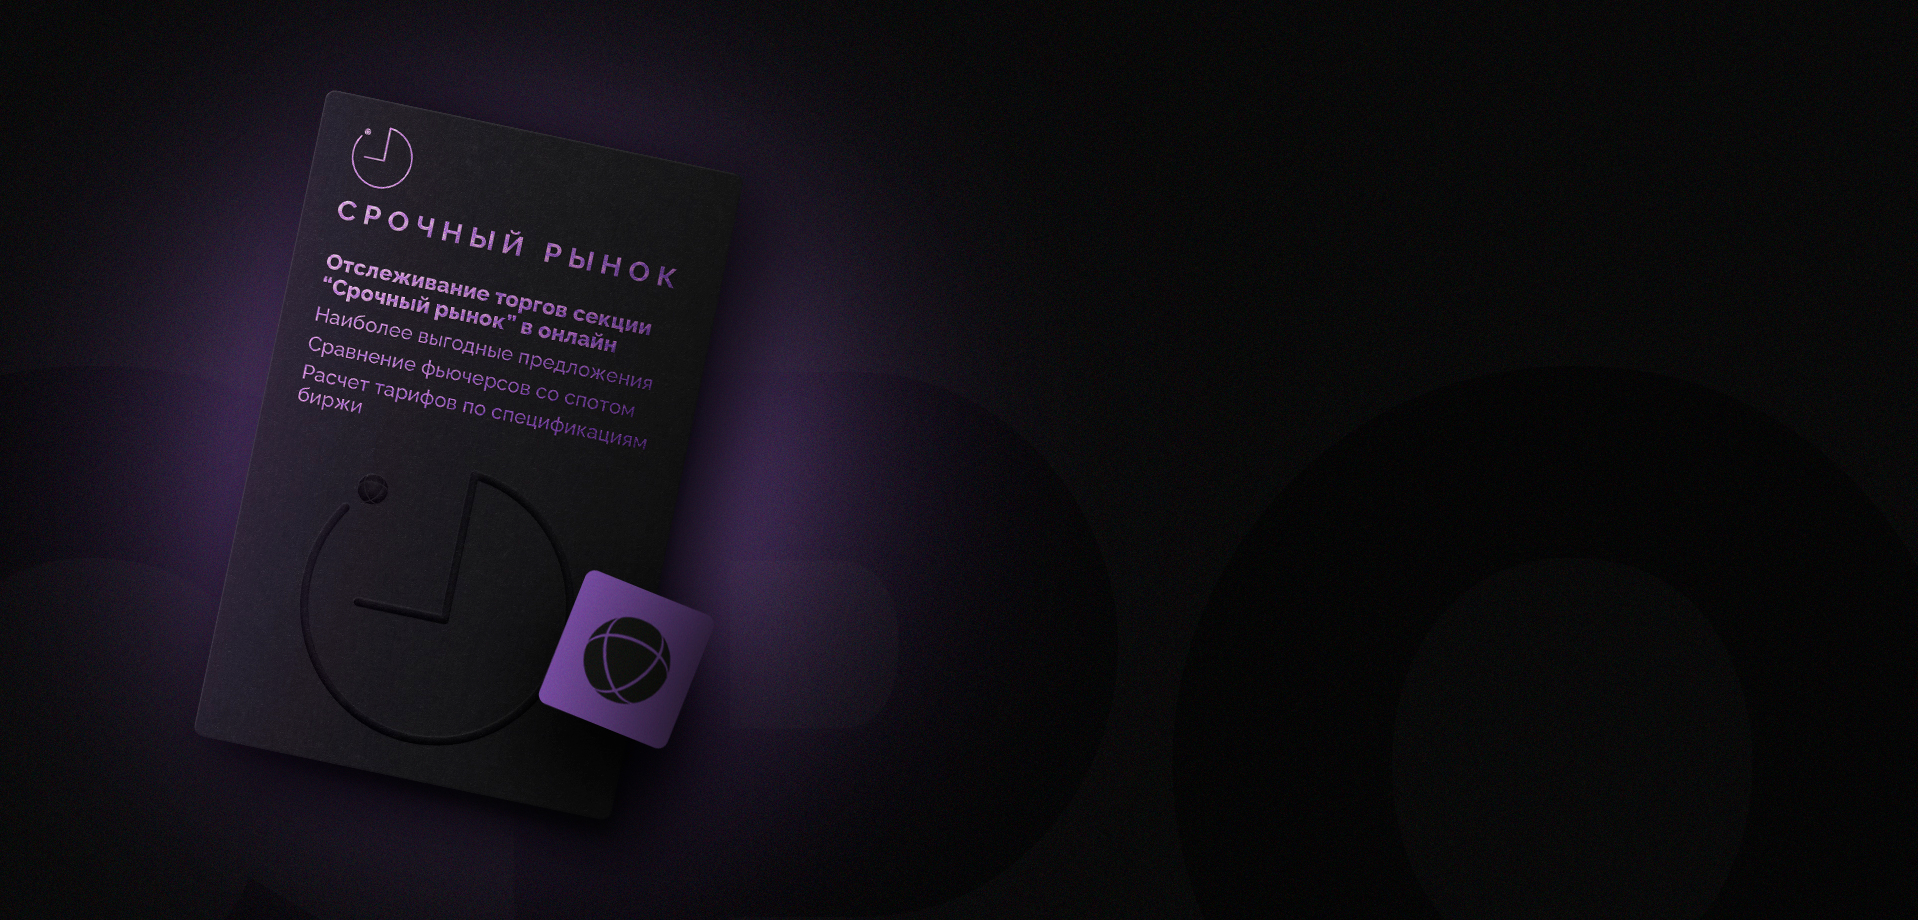 СРОЧНЫЙ РЫНОК
Отслеживание торгов секции
“Срочный рынок” в онлайн
Наиболее выгодные предложения
Сравнение фьючерсов со спотом
Расчет тарифов по спецификациям
биржи